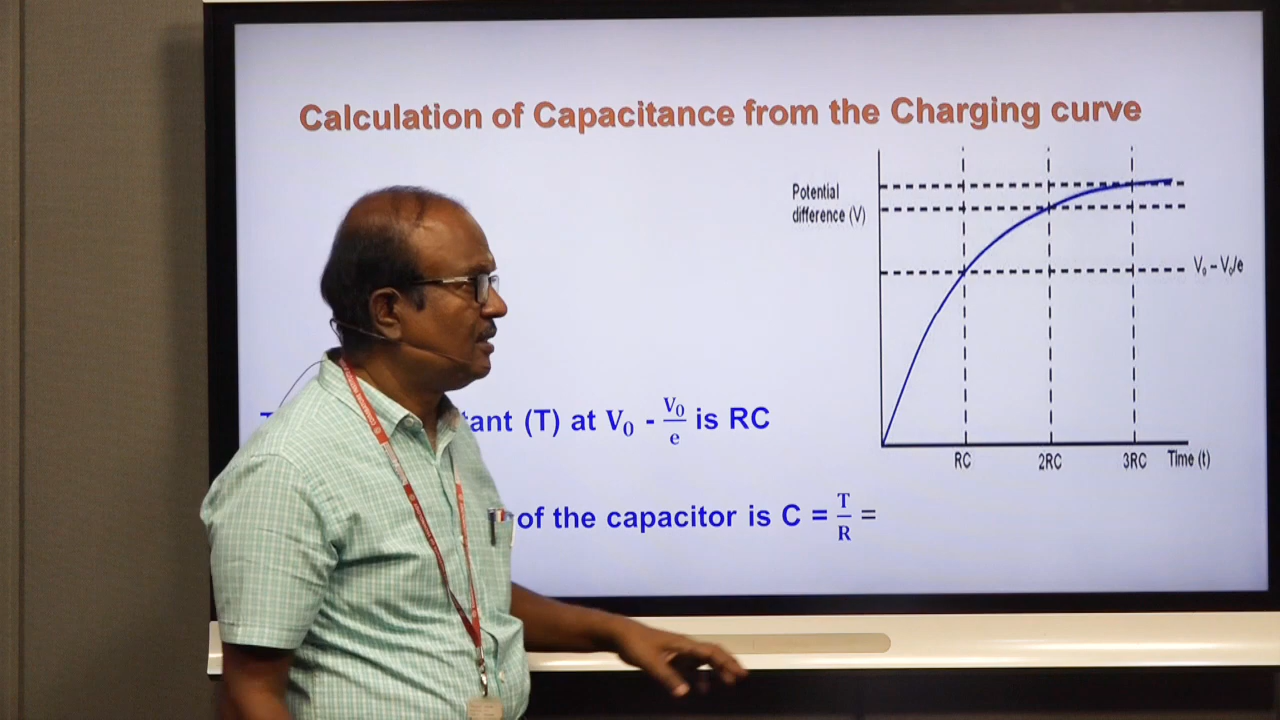 Calculation of Capacitance from the Charging curve
Potential
difference (V)
V₀ – V₀/e
RC 2RC 3RC Time (t)
tant (T) at V₀ - V₀/e is RC
of the capacitor is C = T/R =